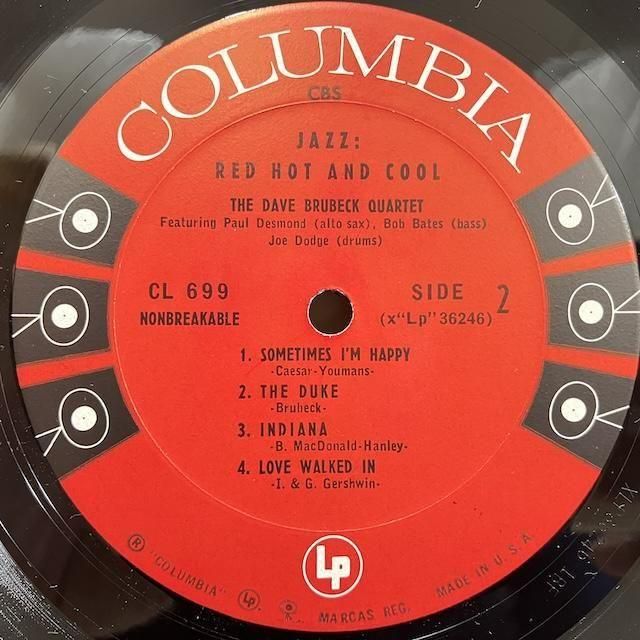 COLUMBIA
CBS
JAZZ:
RED HOT AND COOL
THE DAVE BRUBECK QUARTET
Featuring Paul Desmond (alto sax), Bob Bates (bass)
Joe Dodge (drums)
CL 699
NONBREAKABLE
SIDE 2
(x"Lp" 36246)
1. SOMETIMES I'M HAPPY
-Caesar-Youmans-
2. THE DUKE
-Brubeck-
3. INDIANA
-B. MacDonald-Hanley-
4. LOVE WALKED IN
-I. & G. Gershwin-
Lp
® "COLUMBIA" Lp MARCAS REG. MADE IN U. S. A.